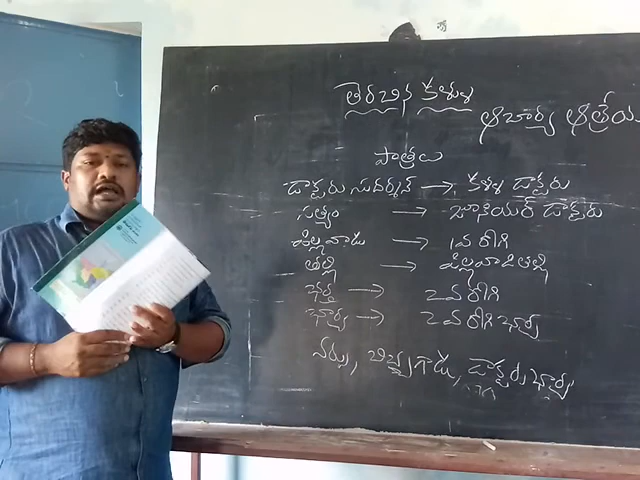 తెరచిన కళ్ళు
ఆచార్య ఆత్రేయ
పాత్రలు
డాక్టరు సుదర్శన్ → కళ్ళ డాక్టరు
సత్యం → జూనియర్ డాక్టరు
పిల్లవాడు → 1వ రోగి
తల్లి → పిల్లవాడి తల్లి
భర్త → 2వ రోగి
భార్య → 2వ రోగి భార్య
నర్సు, బిచ్చగాడు, డాక్టర్లు భార్య